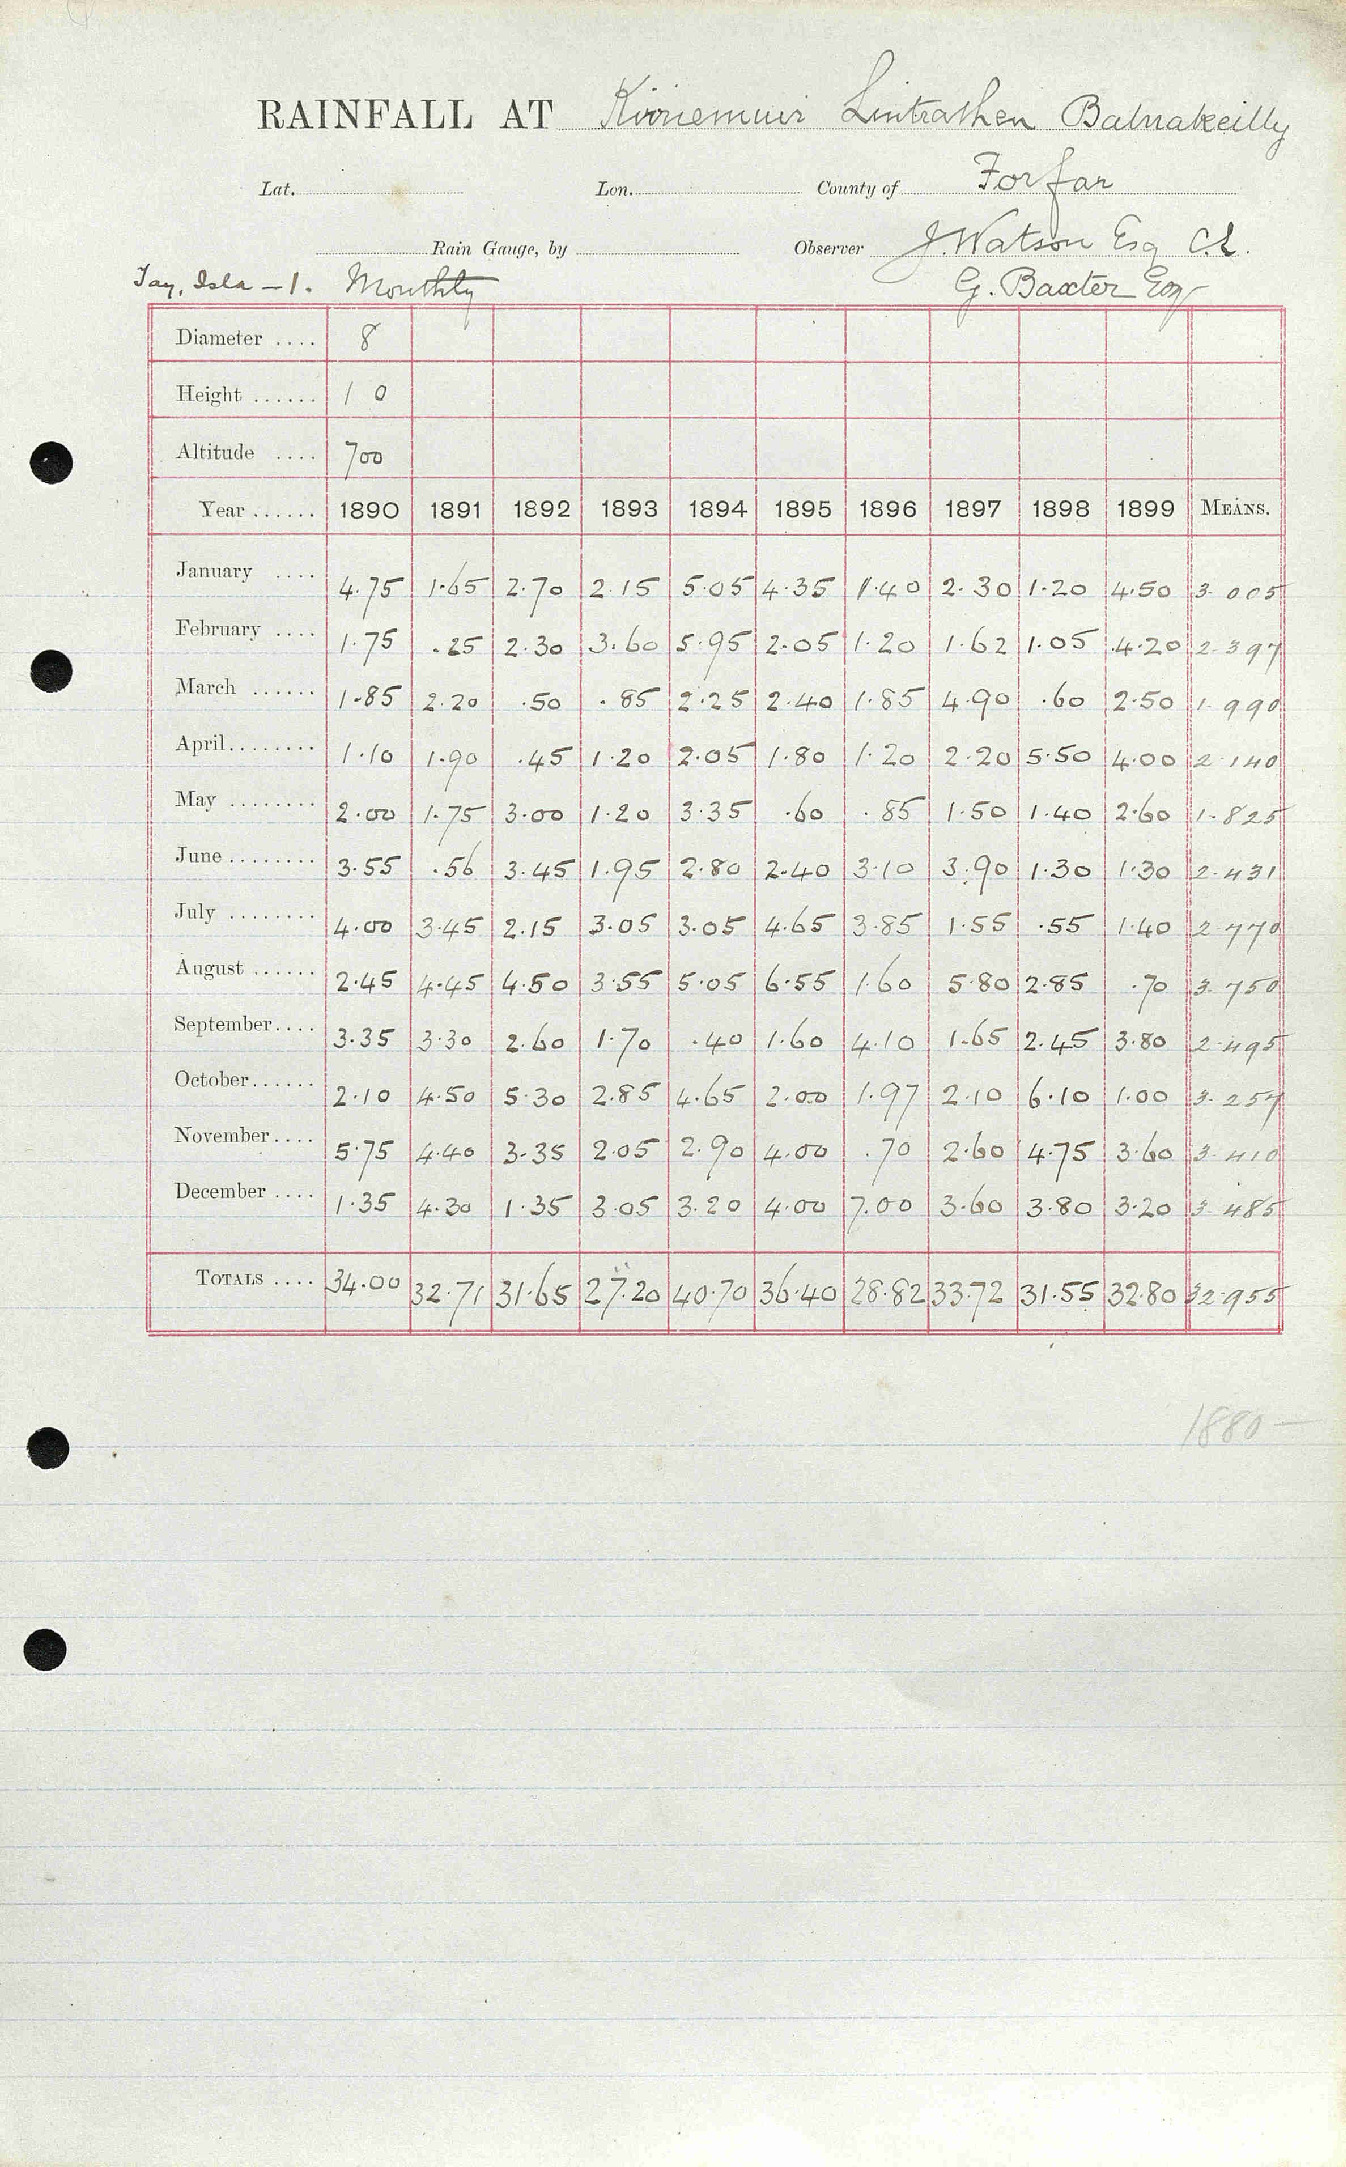 RAINFALL AT Kirriemuir Lintrathen Balnakeilly
Lat. Lon. County of Forfar
Rain Gauge, by Observer J. Watson Esq C.E.
Tay, Isla - 1. Monthly G. Baxter Esq
Diameter .... 8
Height ...... 1 0
Altitude .... 700
Year ...... 1890 1891 1892 1893 1894 1895 1896 1897 1898 1899 MEANS.
January .... 4.75 1.65 2.70 2.15 5.05 4.35 1.40 2.30 1.20 4.50 3.005
February .... 1.75 .25 2.30 3.60 5.95 2.05 1.20 1.62 1.05 4.20 2.397
March ...... 1.85 2.20 .50 .85 2.25 2.40 1.85 4.90 .60 2.50 1.990
April........ 1.10 1.90 .45 1.20 2.05 1.80 1.20 2.20 5.50 4.00 2.140
May ........ 2.00 1.75 3.00 1.20 3.35 .60 .85 1.50 1.40 2.60 1.825
June ........ 3.55 .56 3.45 1.95 2.80 2.40 3.10 3.90 1.30 1.30 2.431
July ........ 4.00 3.45 2.15 3.05 3.05 4.65 3.85 1.55 .55 1.40 2.770
August ...... 2.45 4.45 4.50 3.55 5.05 6.55 1.60 5.80 2.85 .70 3.750
September.... 3.35 3.30 2.60 1.70 .40 1.60 4.10 1.65 2.45 3.80 2.495
October...... 2.10 4.50 5.30 2.85 4.65 2.00 1.97 2.10 6.10 1.00 3.257
November.... 5.75 4.40 3.35 2.05 2.90 4.00 .70 2.60 4.75 3.60 3.410
December .... 1.35 4.30 1.35 3.05 3.20 4.00 7.00 3.60 3.80 3.20 3.485
TOTALS .... 34.00 32.71 31.65 27.20 40.70 36.40 28.82 33.72 31.55 32.80 32.955
1880 —